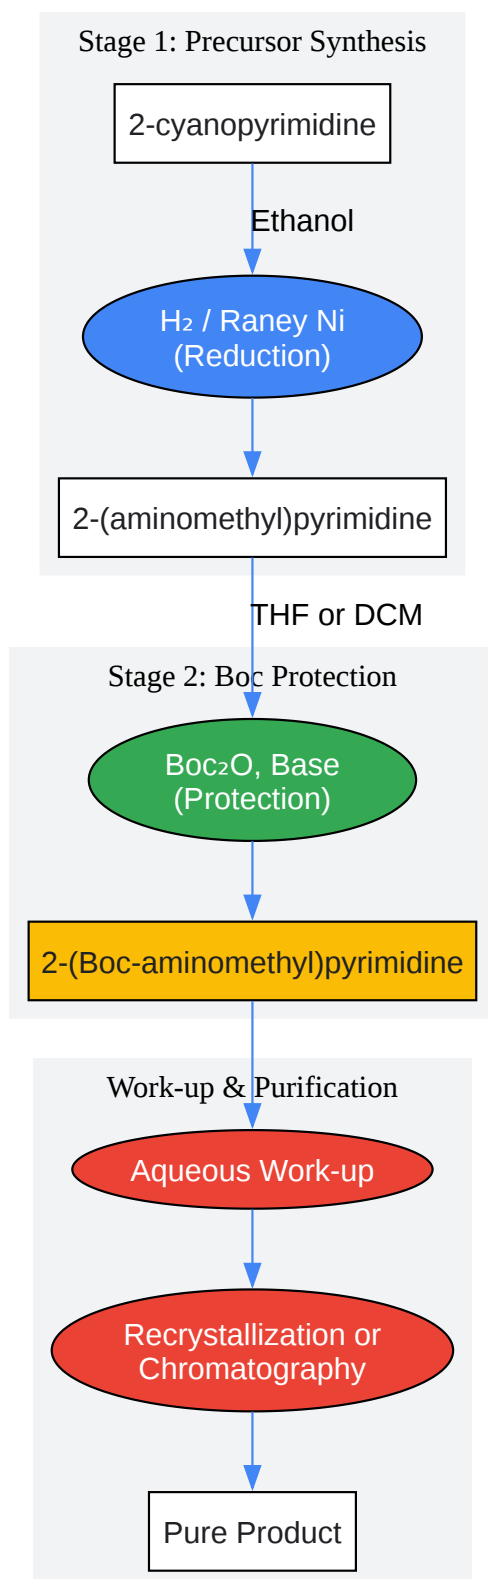 Stage 1: Precursor Synthesis
2-cyanopyrimidine
Ethanol
H₂ / Raney Ni
(Reduction)
2-(aminomethyl)pyrimidine
THF or DCM
Stage 2: Boc Protection
Boc₂O, Base
(Protection)
2-(Boc-aminomethyl)pyrimidine
Work-up & Purification
Aqueous Work-up
Recrystallization or
Chromatography
Pure Product